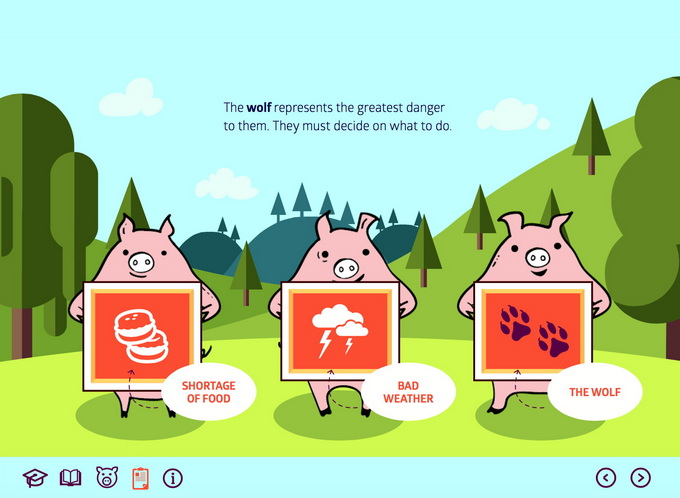 The wolf represents the greatest danger
to them. They must decide on what to do.
SHORTAGE
OF FOOD
BAD
WEATHER
THE WOLF